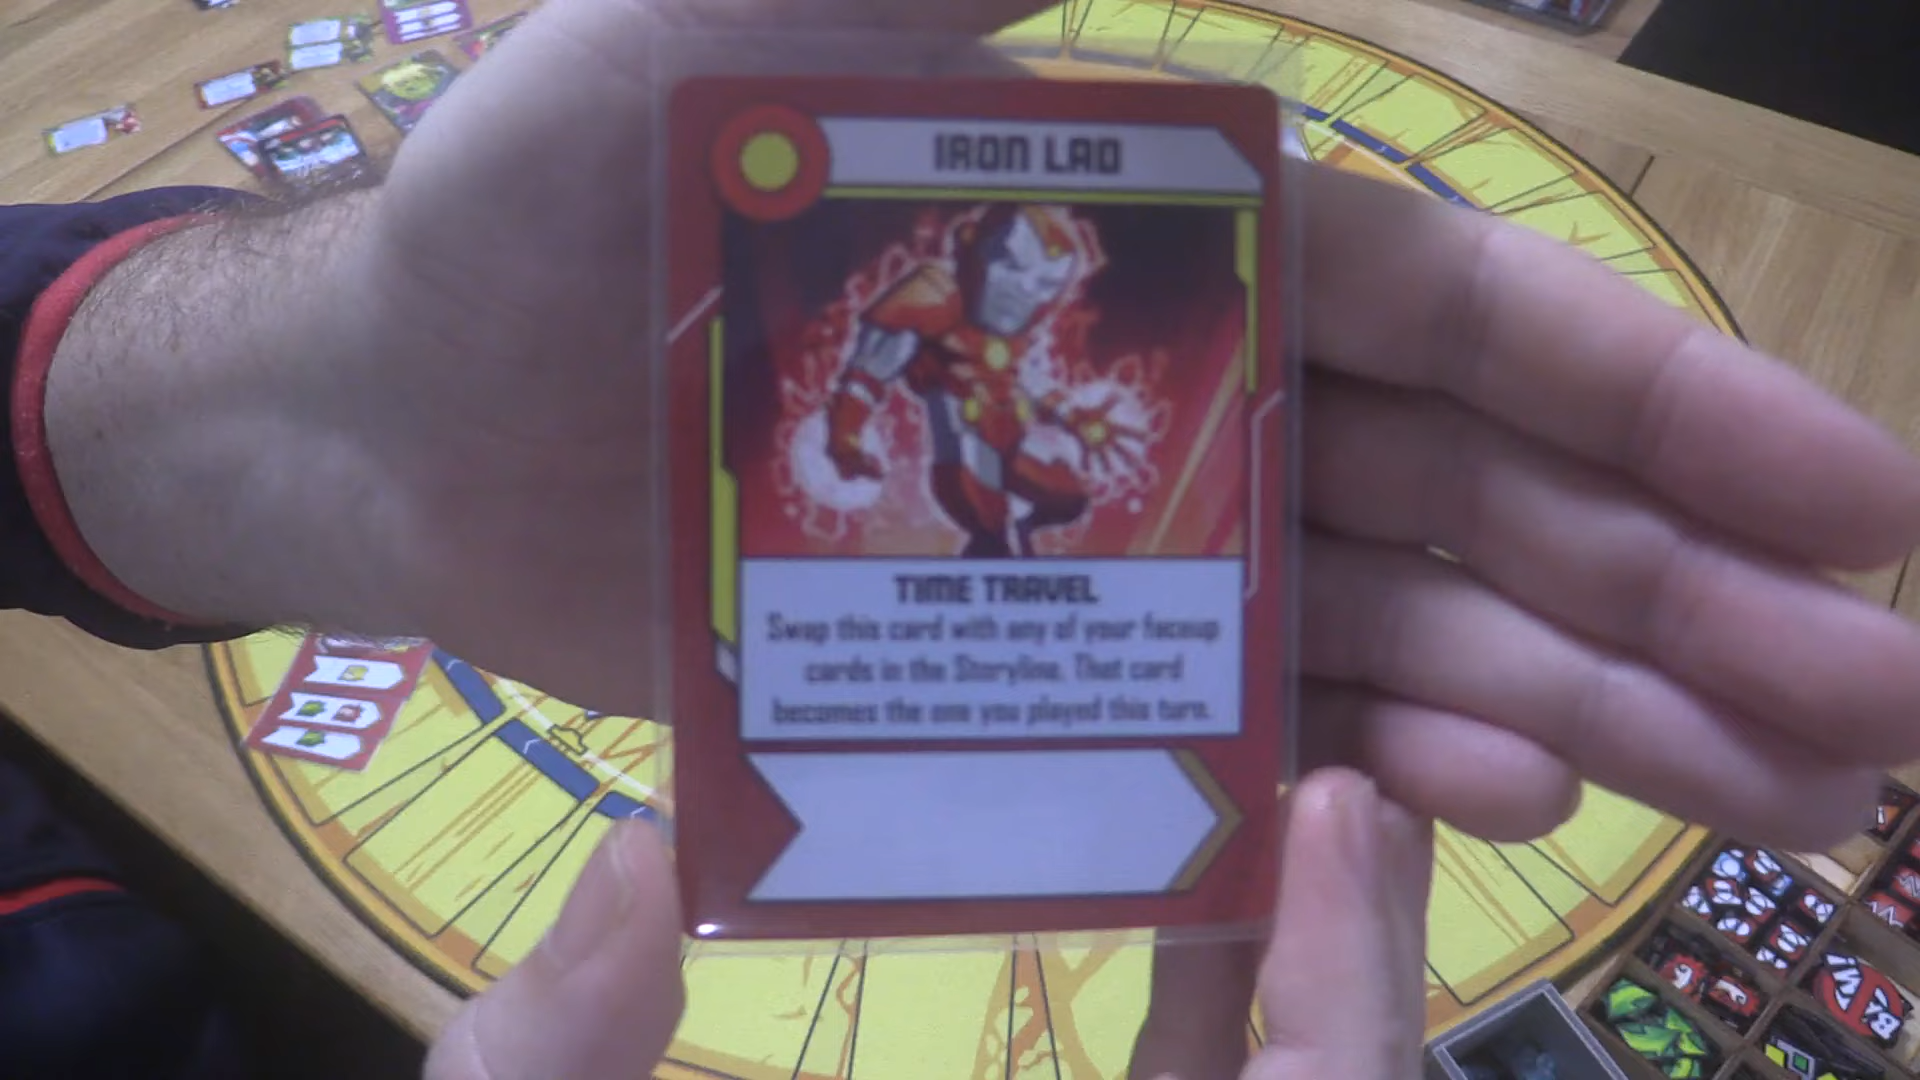 IRON LAD
TIME TRAVEL
Swap this card with any of your faceup
cards in the Storyline. That card
becomes the one you played this turn.